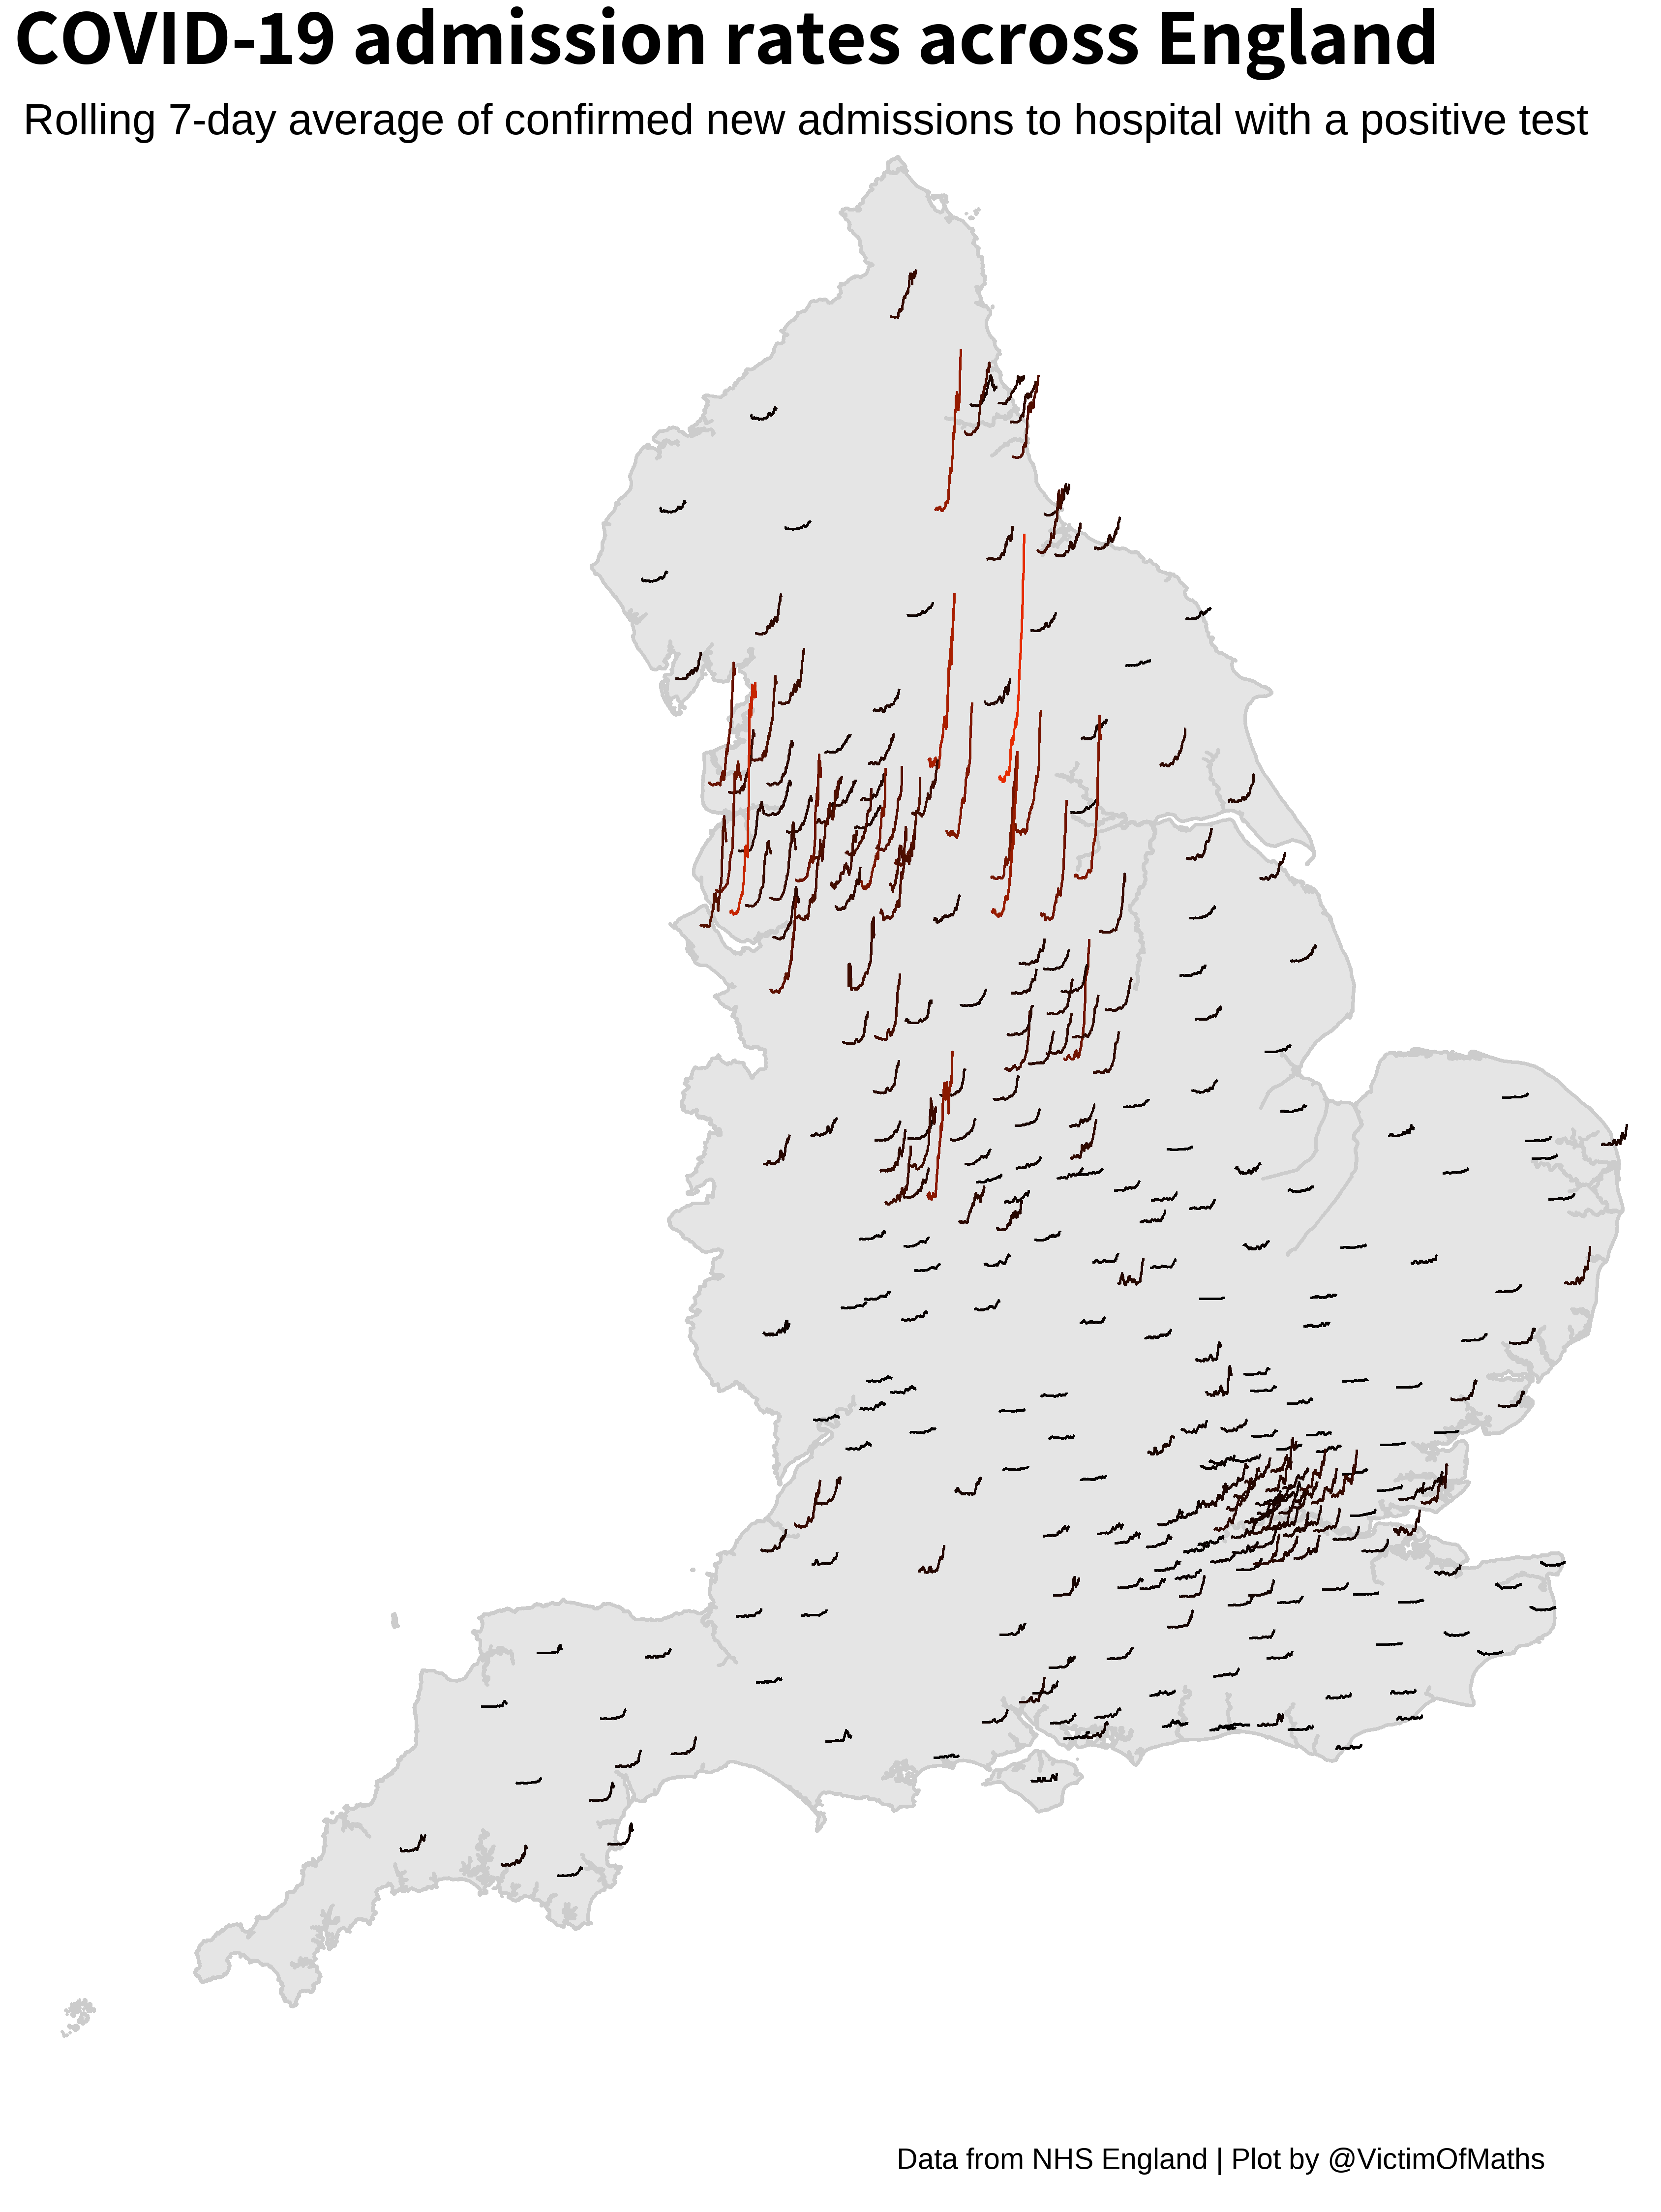 COVID-19 admission rates across England
Rolling 7-day average of confirmed new admissions to hospital with a positive test
Data from NHS England | Plot by @VictimOfMaths